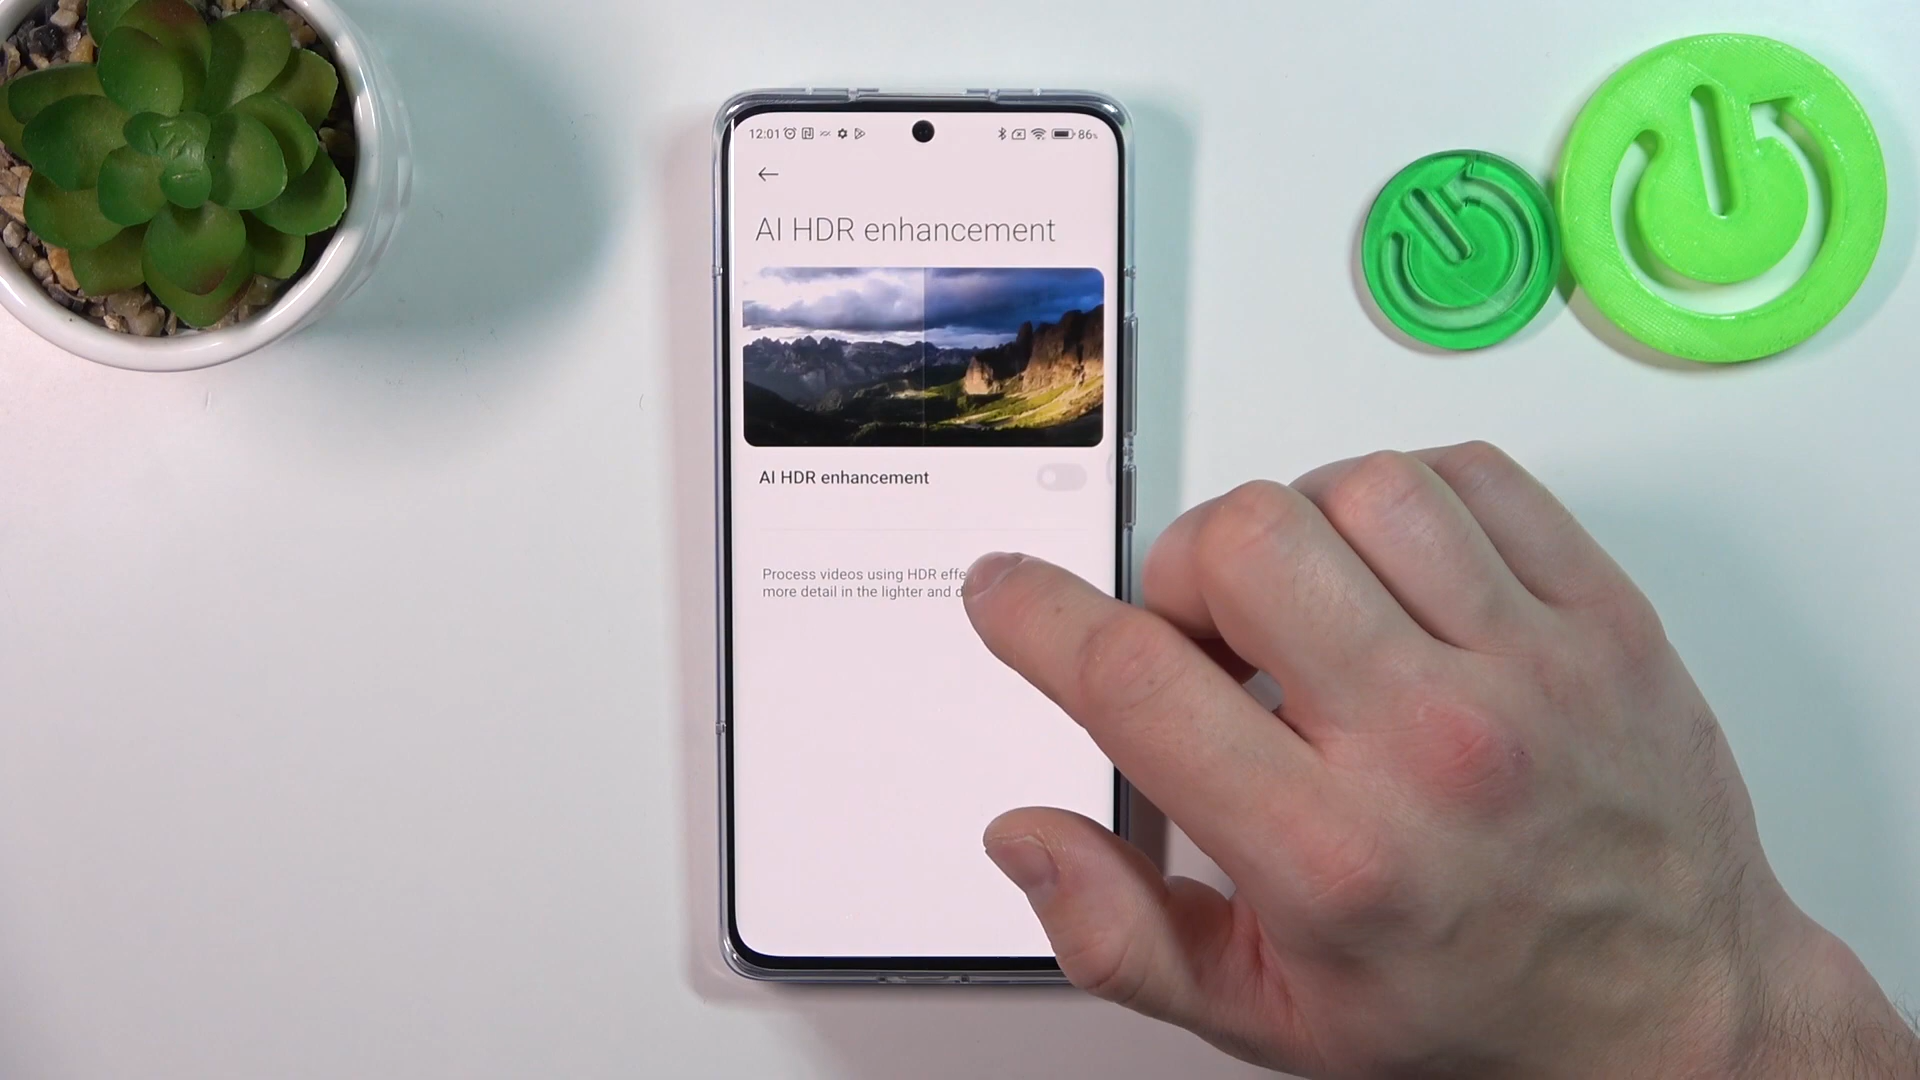 12:01 86%
AI HDR enhancement
AI HDR enhancement
Process videos using HDR
more detail in the lighter and